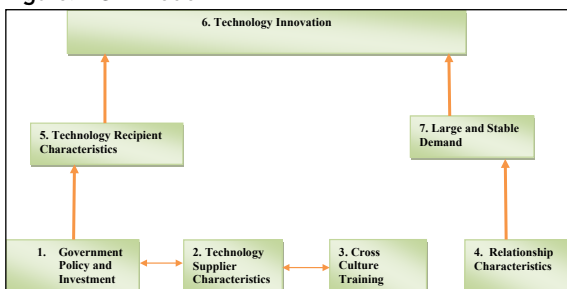 6. Technology Innovation
5. Technology Recipient
Characteristics
7. Large and Stable
Demand
1. Government
Policy and
Investment
2. Technology
Supplier
Characteristics
3. Cross
Culture
Training
4. Relationship
Characteristics